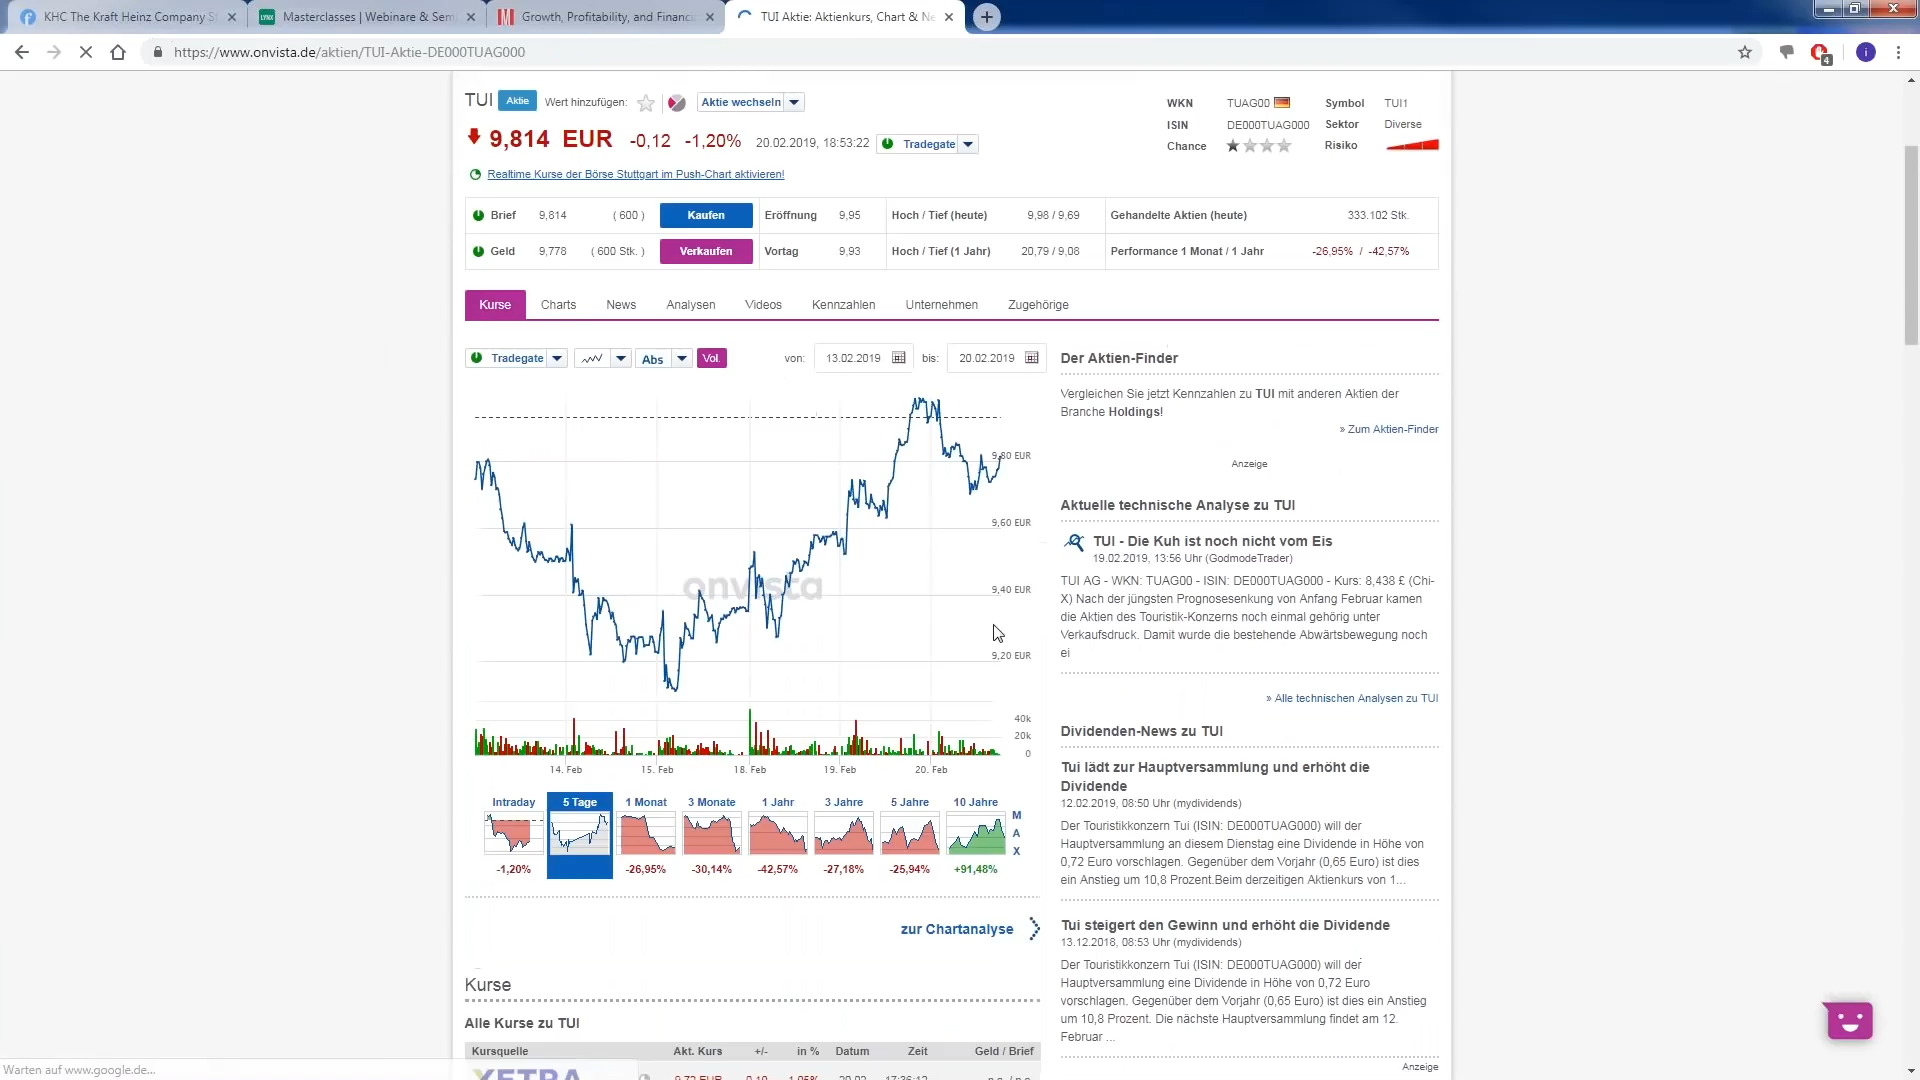 KHC The Kraft Heinz Company St
Masterclasses | Webinare & Sem
Growth, Profitability, and Financi
TUI Aktie: Aktienkurs, Chart & Ne
https://www.onvista.de/aktien/TUI-Aktie-DE000TUAG000
4
i
TUI Aktie Wert hinzufügen: Aktie wechseln
WKN TUAG00 Symbol TUI1
ISIN DE000TUAG000 Sektor Diverse
Chance Risiko
9,814 EUR -0,12 -1,20% 20.02.2019, 18:53:22 Tradegate
Realtime Kurse der Börse Stuttgart im Push-Chart aktivieren!
Brief 9,814 ( 600 ) Kaufen Eröffnung 9,95 Hoch / Tief (heute) 9,98 / 9,69 Gehandelte Aktien (heute) 333.102 Stk.
Geld 9,778 ( 600 Stk. ) Verkaufen Vortag 9,93 Hoch / Tief (1 Jahr) 20,79 / 9,08 Performance 1 Monat / 1 Jahr -26,95% / -42,57%
Kurse Charts News Analysen Videos Kennzahlen Unternehmen Zugehörige
Tradegate Abs Vol. von: 13.02.2019 bis: 20.02.2019
9,80 EUR
9,60 EUR
9,40 EUR
9,20 EUR
onvista
40k
20k
0
14. Feb 15. Feb 18. Feb 19. Feb 20. Feb
Intraday 5 Tage 1 Monat 3 Monate 1 Jahr 3 Jahre 5 Jahre 10 Jahre
M
A
X
-1,20% -26,95% -30,14% -42,57% -27,18% -25,94% +91,48%
zur Chartanalyse
Kurse
Alle Kurse zu TUI
Kursquelle Akt. Kurs +/- in % Datum Zeit Geld / Brief
XETRA
Der Aktien-Finder
Vergleichen Sie jetzt Kennzahlen zu TUI mit anderen Aktien der
Branche Holdings!
» Zum Aktien-Finder
Anzeige
Aktuelle technische Analyse zu TUI
TUI - Die Kuh ist noch nicht vom Eis
19.02.2019, 13:56 Uhr (GodmodeTrader)
TUI AG - WKN: TUAG00 - ISIN: DE000TUAG000 - Kurs: 8,438 £ (Chi-
X) Nach der jüngsten Prognosesenkung von Anfang Februar kamen
die Aktien des Touristik-Konzerns noch einmal gehörig unter
Verkaufsdruck. Damit wurde die bestehende Abwärtsbewegung noch
ei
» Alle technischen Analysen zu TUI
Dividenden-News zu TUI
Tui lädt zur Hauptversammlung und erhöht die
Dividende
12.02.2019, 08:50 Uhr (mydividends)
Der Touristikkonzern Tui (ISIN: DE000TUAG000) will der
Hauptversammlung an diesem Dienstag eine Dividende in Höhe von
0,72 Euro vorschlagen. Gegenüber dem Vorjahr (0,65 Euro) ist dies
ein Anstieg um 10,8 Prozent.Beim derzeitigen Aktienkurs von 1...
Tui steigert den Gewinn und erhöht die Dividende
13.12.2018, 08:53 Uhr (mydividends)
Der Touristikkonzern Tui (ISIN: DE000TUAG000) will der
Hauptversammlung eine Dividende in Höhe von 0,72 Euro
vorschlagen. Gegenüber dem Vorjahr (0,65 Euro) ist dies ein Anstieg
um 10,8 Prozent. Die nächste Hauptversammlung findet am 12.
Februar ...
Anzeige
Warten auf www.google.de...